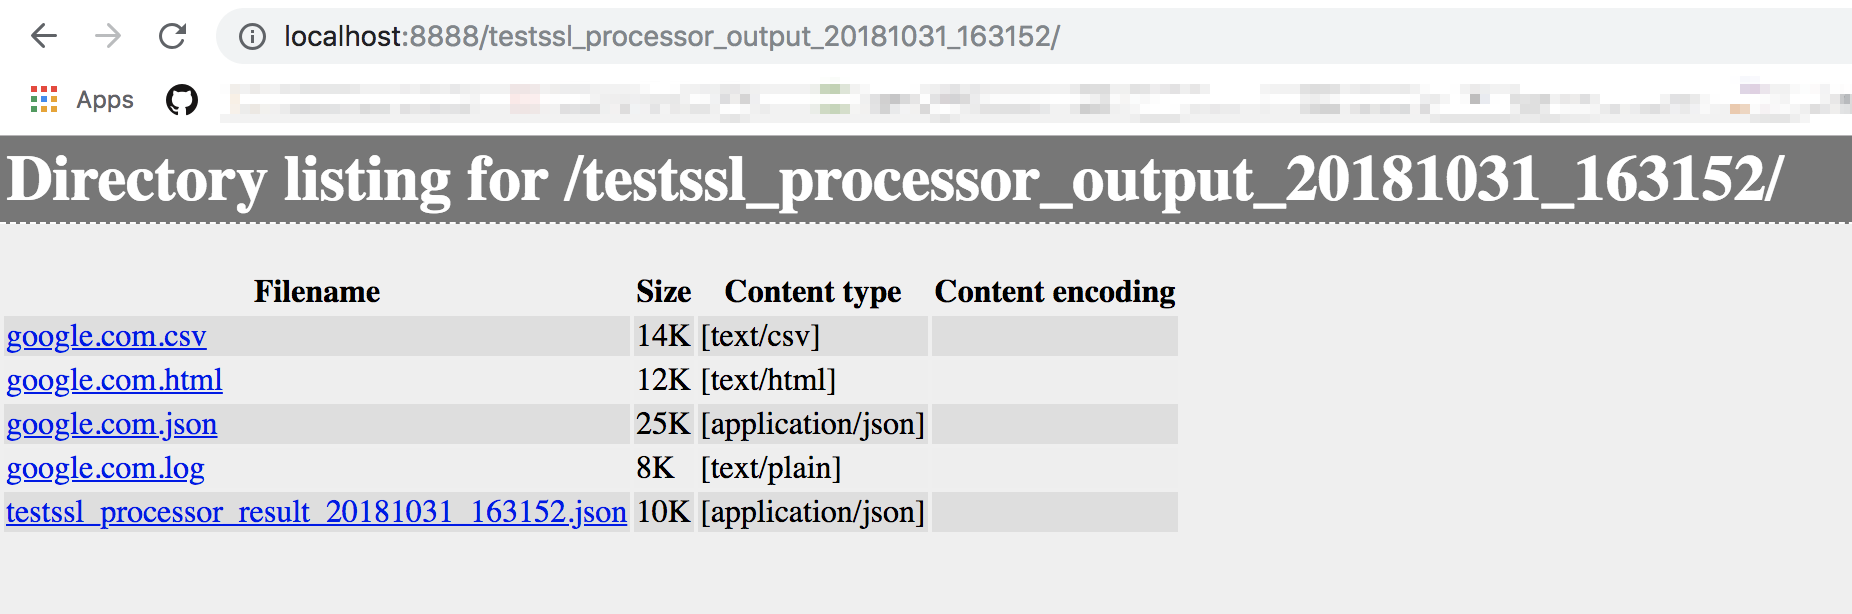 localhost:8888/testssl_processor_output_20181031_163152/
Apps
Directory listing for /testssl_processor_output_20181031_163152/
Filename Size Content type Content encoding
google.com.csv 14K [text/csv]
google.com.html 12K [text/html]
google.com.json 25K [application/json]
google.com.log 8K [text/plain]
testssl_processor_result_20181031_163152.json 10K [application/json]